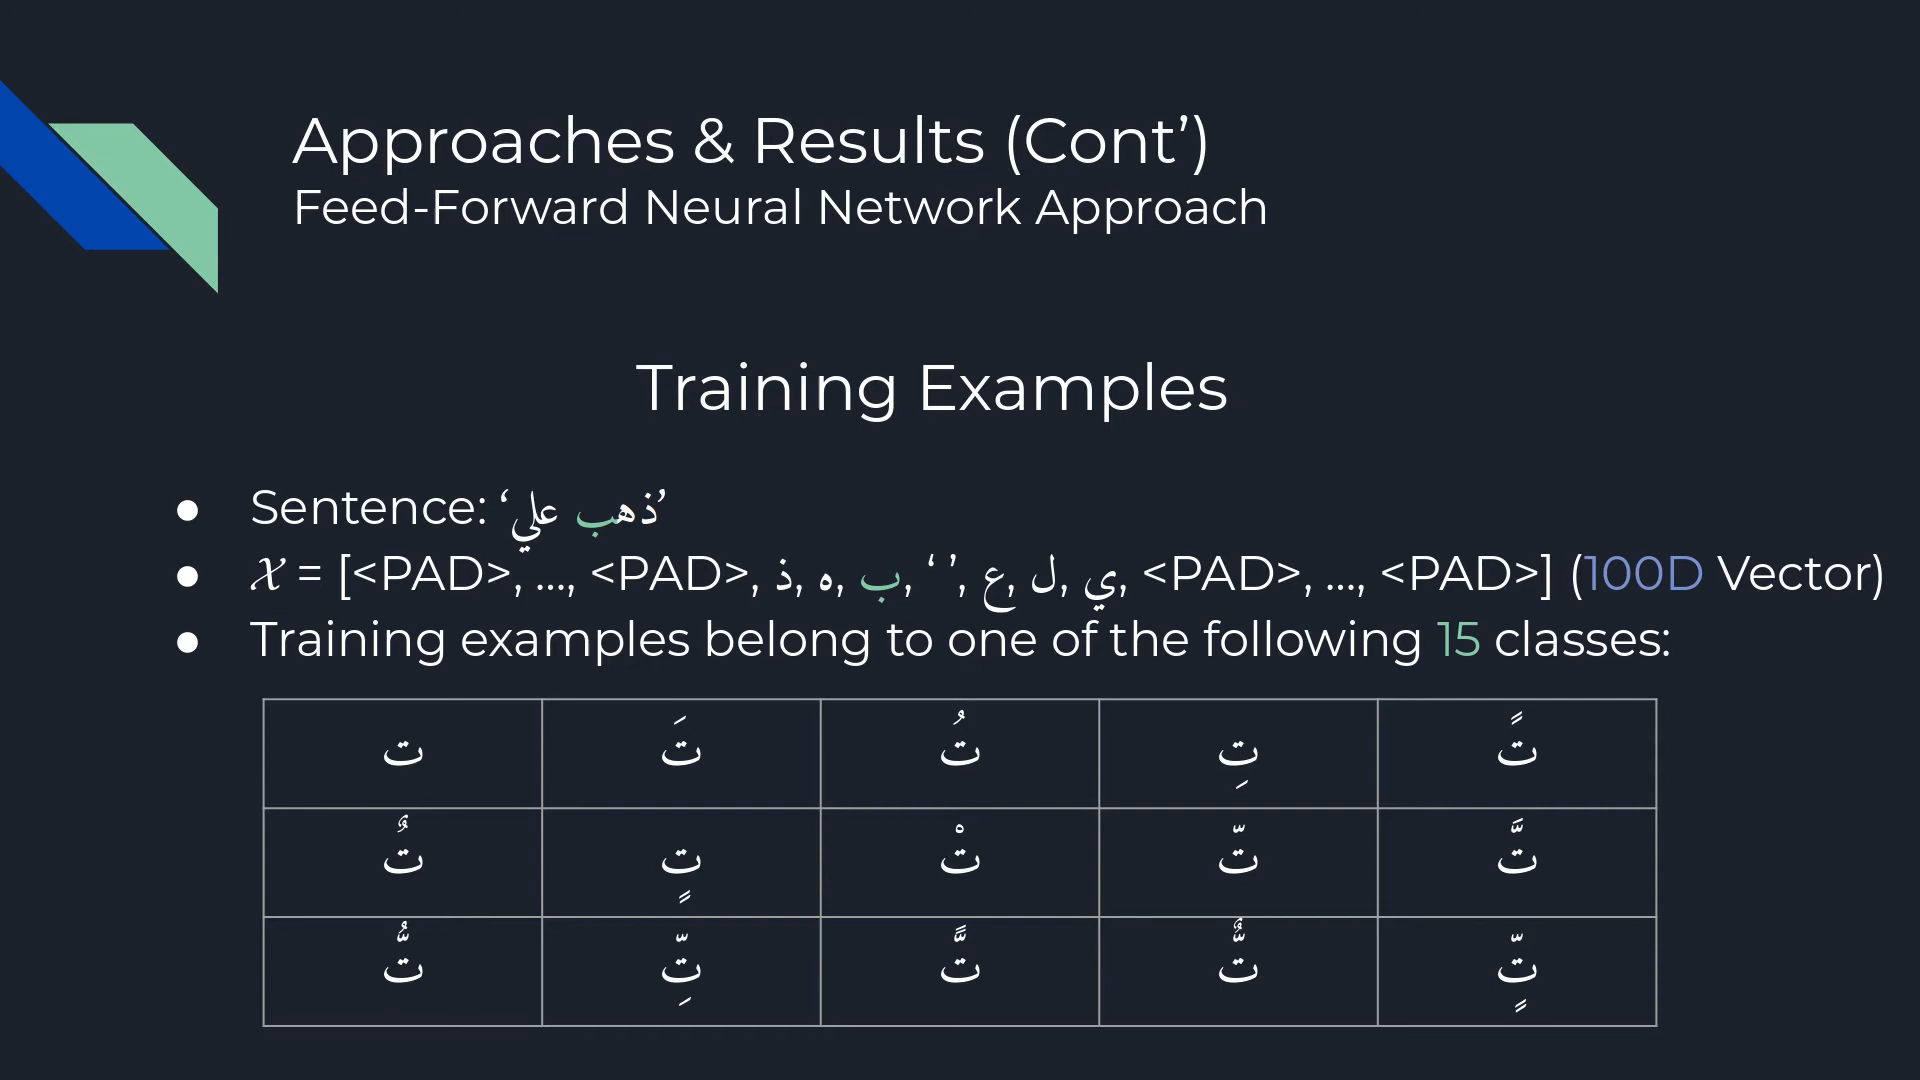 Approaches & Results (Cont’)
Feed-Forward Neural Network Approach
Training Examples
● Sentence: ‘ذهب علي’
● 𝒳 = [<PAD>, ..., <PAD>, ذ, ه, ب, ‘ ’, ع, ل, ي, <PAD>, ..., <PAD>] (100D Vector)
● Training examples belong to one of the following 15 classes:
ت تَ تُ تِ تً
تٌ تٍ تْ تّ تَّ
تُّ تِّ تًّ تٌّ تٍّ